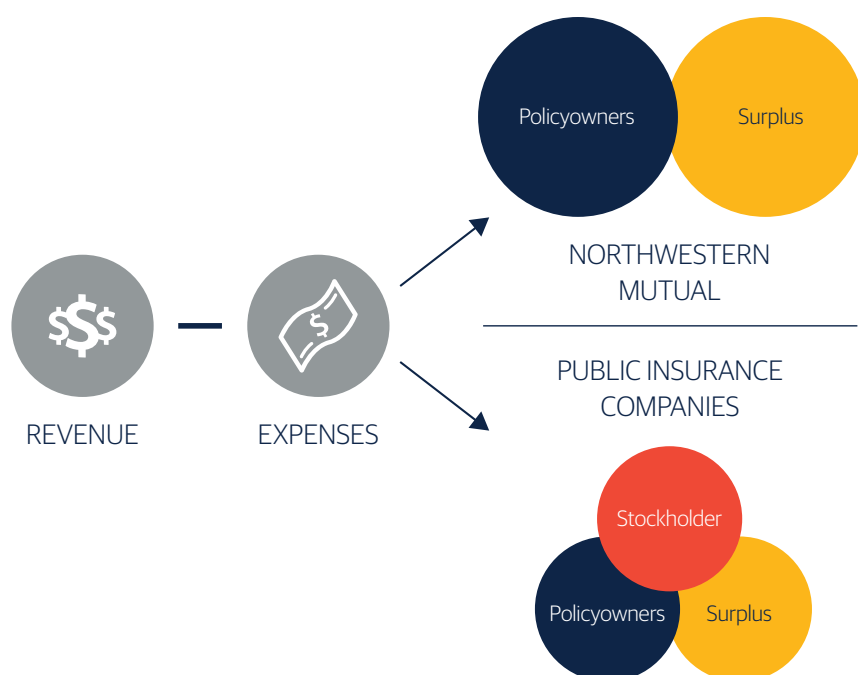 Policyowners
Surplus
NORTHWESTERN
MUTUAL
$$$
$
REVENUE
EXPENSES
PUBLIC INSURANCE
COMPANIES
Stockholder
Policyowners
Surplus